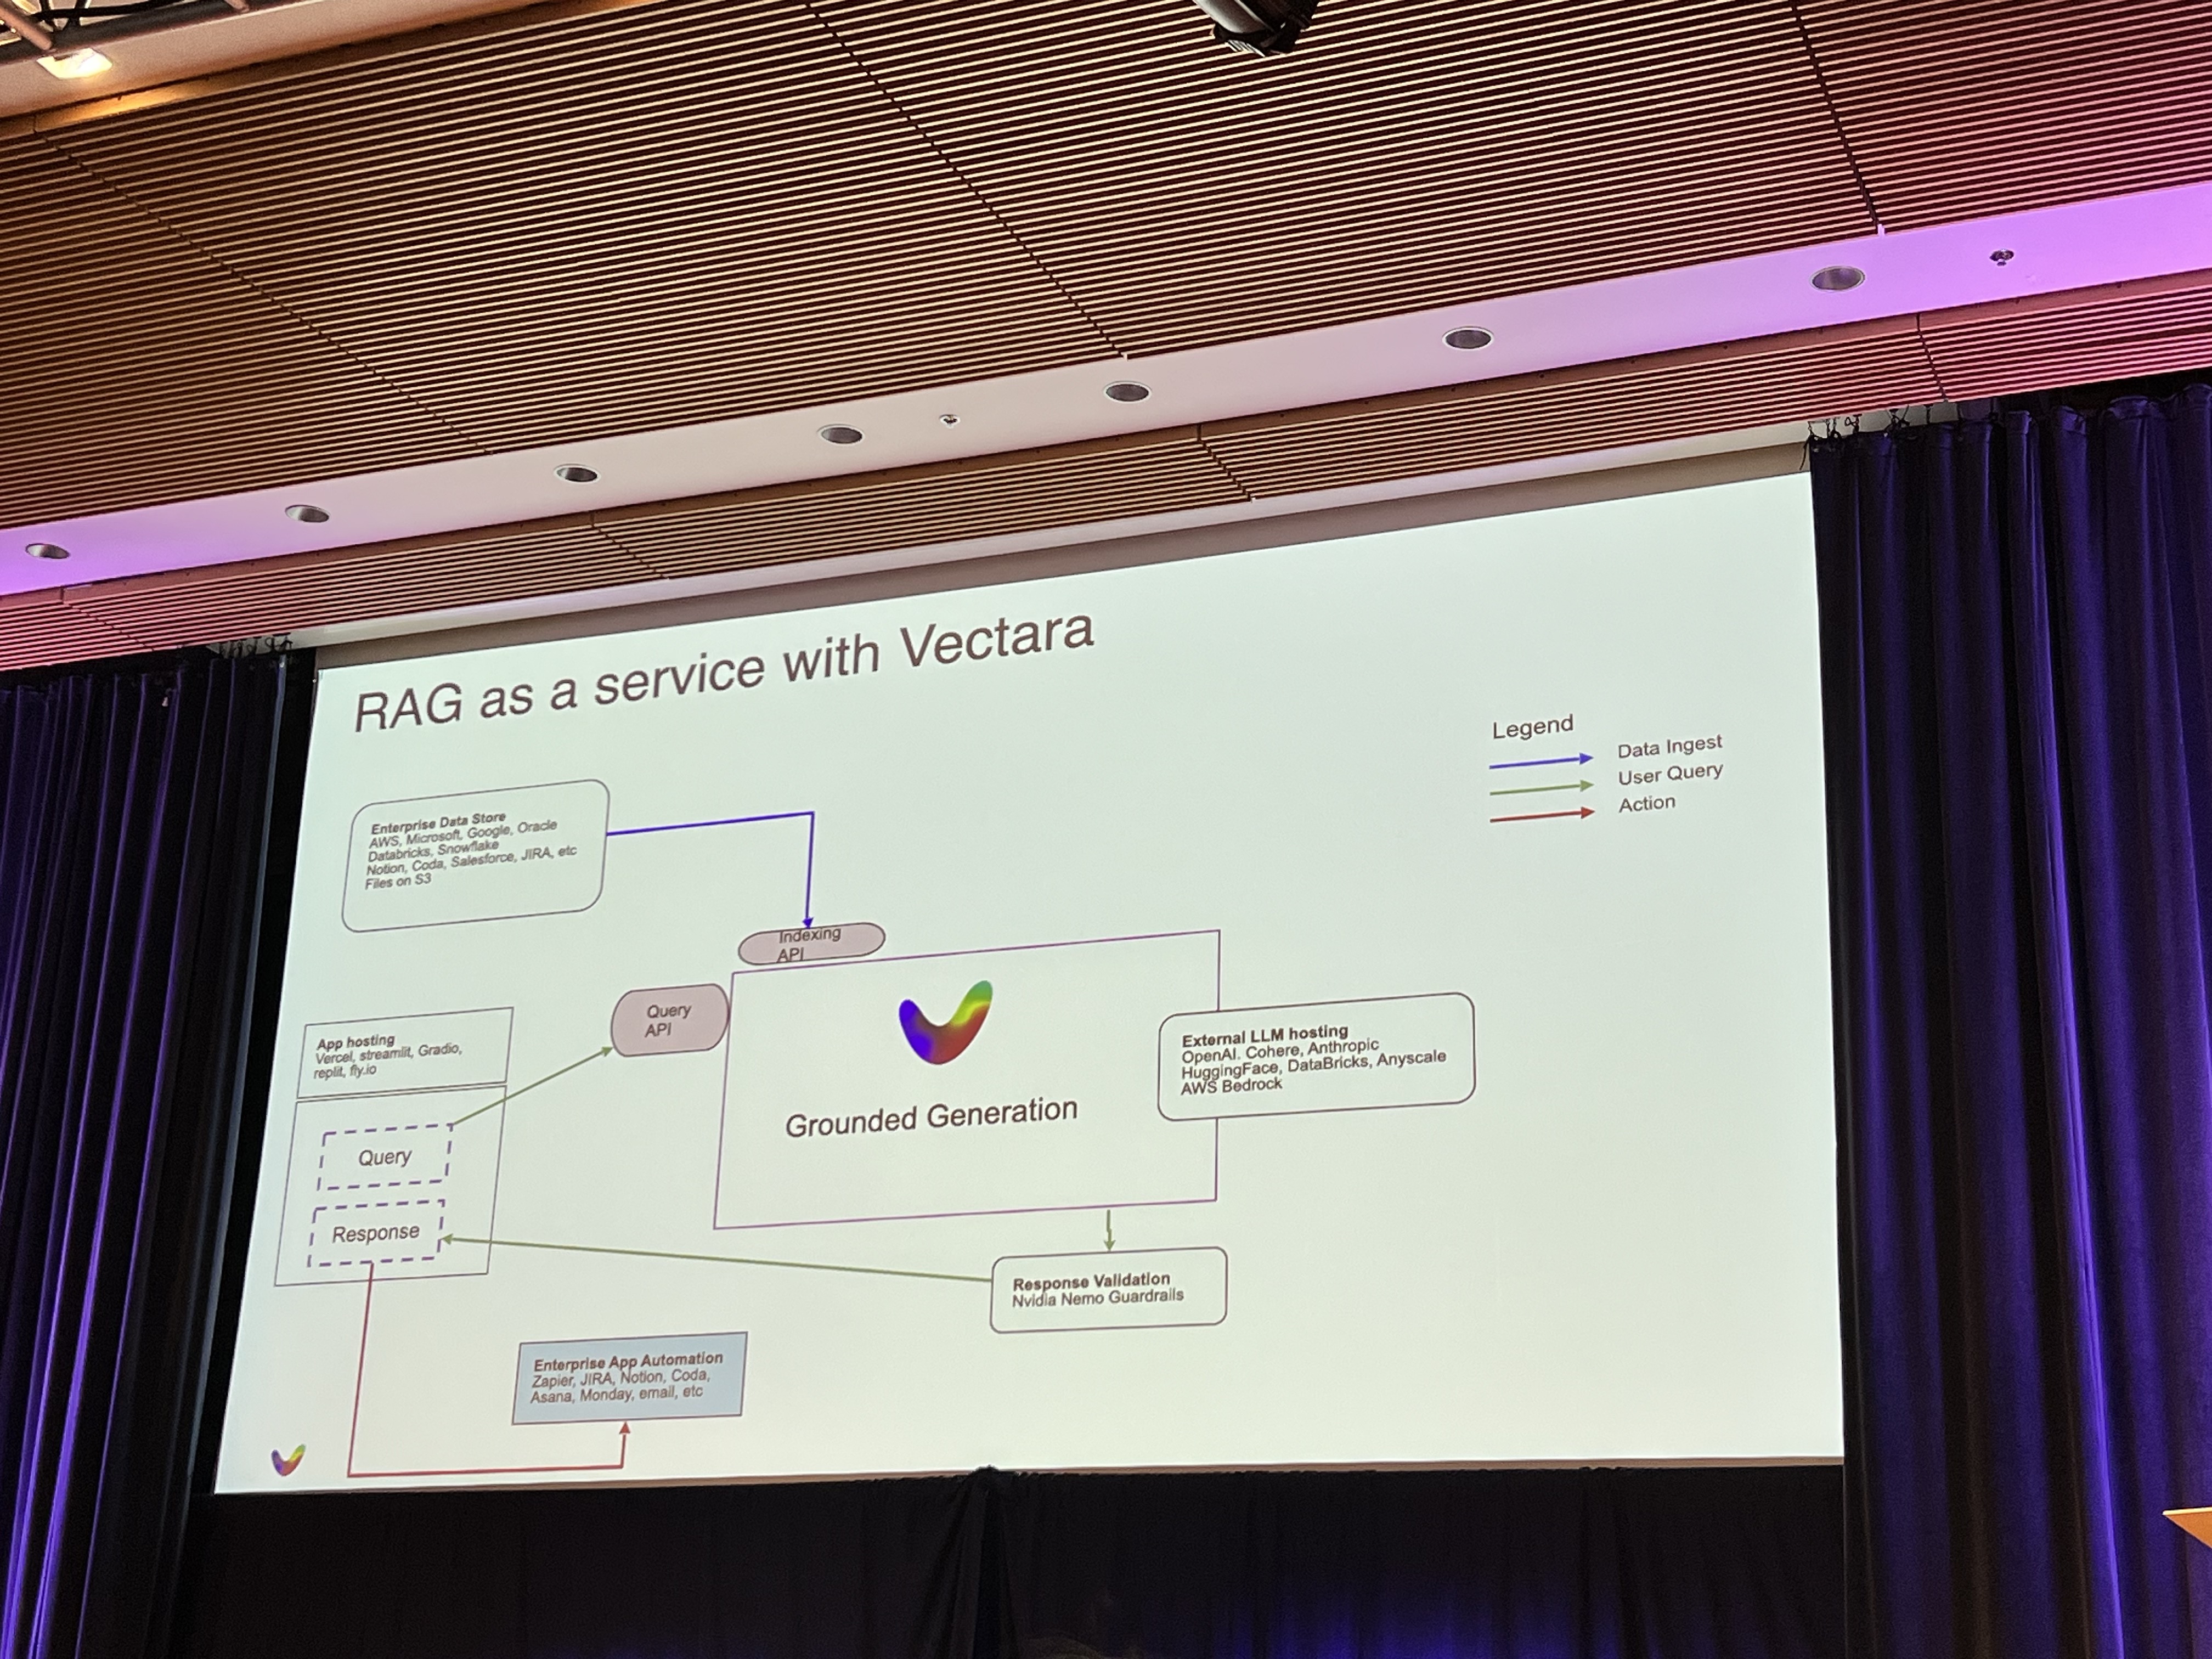 RAG as a service with Vectara
Legend
Data Ingest
User Query
Action
Enterprise Data Store
AWS, Microsoft, Google, Oracle
Databricks, Snowflake
Notion, Coda, Salesforce, JIRA, etc
Files on S3
Indexing
API
Query
API
App hosting
Vercel, streamlit, Gradio,
replit, fly.io
Query
Response
Grounded Generation
External LLM hosting
OpenAI. Cohere, Anthropic
HuggingFace, DataBricks, Anyscale
AWS Bedrock
Response Validation
Nvidia Nemo Guardrails
Enterprise App Automation
Zapier, JIRA, Notion, Coda,
Asana, Monday, email, etc